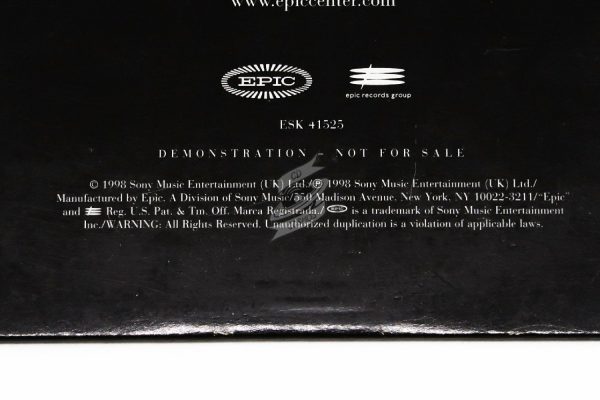 www.epiccenter.com
EPIC
epic records group
ESK 41525
DEMONSTRATION - NOT FOR SALE
© 1998 Sony Music Entertainment (UK) Ltd./℗ 1998 Sony Music Entertainment (UK) Ltd./
Manufactured by Epic. A Division of Sony Music/550 Madison Avenue. New York, NY 10022-3211/"Epic"
and Reg. U.S. Pat. & Tm. Off. Marca Registrada./ EPIC is a trademark of Sony Music Entertainment
Inc./WARNING: All Rights Reserved. Unauthorized duplication is a violation of applicable laws.